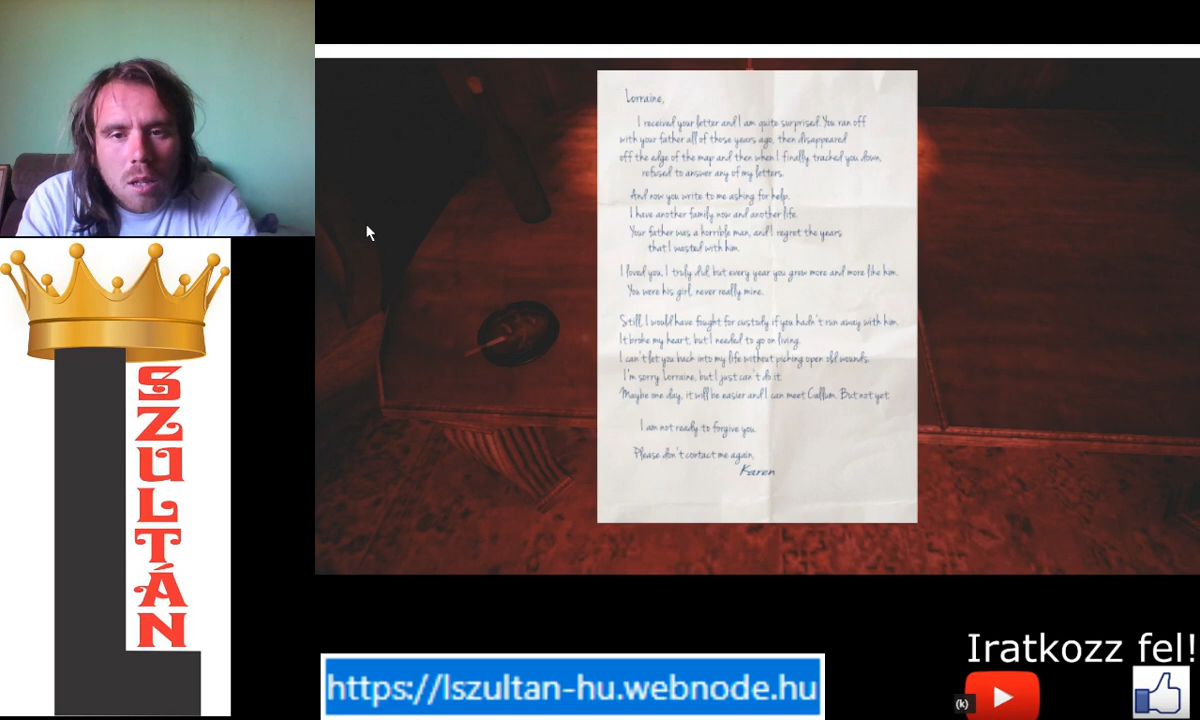 Lorraine,
I received your letter and I am quite surprised. You ran off
with your father all of those years ago, then disappeared
off the edge of the map and then when I finally tracked you down,
refused to answer any of my letters.
And now you write to me asking for help.
I have another family now and another life.
Your father was a horrible man, and I regret the years
that I wasted with him.
I loved you, I truly did, but every year you grew more and more like him.
You were his girl, never really mine.
Still, I would have fought for custody if you hadn't run away with him.
It broke my heart, but I needed to go on living.
I can't let you back into my life without picking open old wounds.
I'm sorry Lorraine, but I just can't do it
Maybe one day, it will be easier and I can meet Callum. But not yet
I am not ready to forgive you.
Please don't contact me again,
Karen
SZULTÁN
https://lszultan-hu.webnode.hu
Iratkozz fel!
(k)